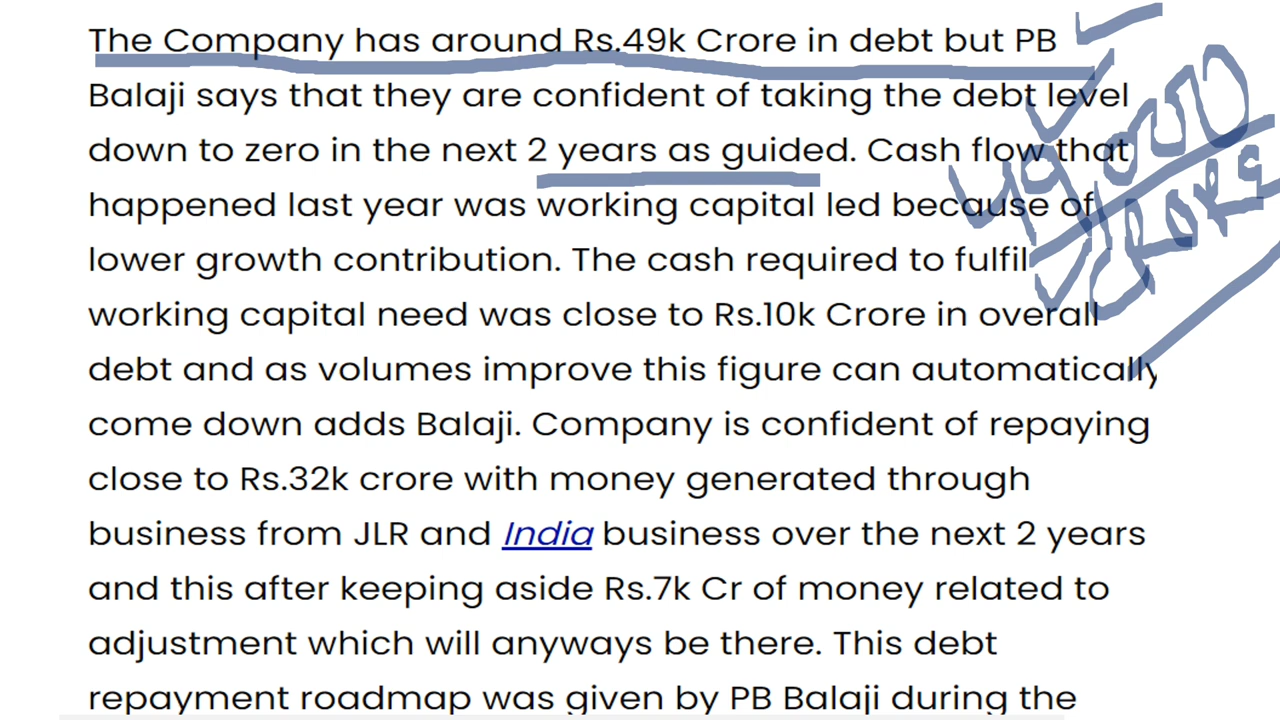 The Company has around Rs.49k Crore in debt but PB
Balaji says that they are confident of taking the debt level
down to zero in the next 2 years as guided. Cash flow that
happened last year was working capital led because of
lower growth contribution. The cash required to fulfil
working capital need was close to Rs.10k Crore in overall
debt and as volumes improve this figure can automatically
come down adds Balaji. Company is confident of repaying
close to Rs.32k crore with money generated through
business from JLR and India business over the next 2 years
and this after keeping aside Rs.7k Cr of money related to
adjustment which will anyways be there. This debt
repayment roadmap was given by PB Balaji during the
49000
CRORE